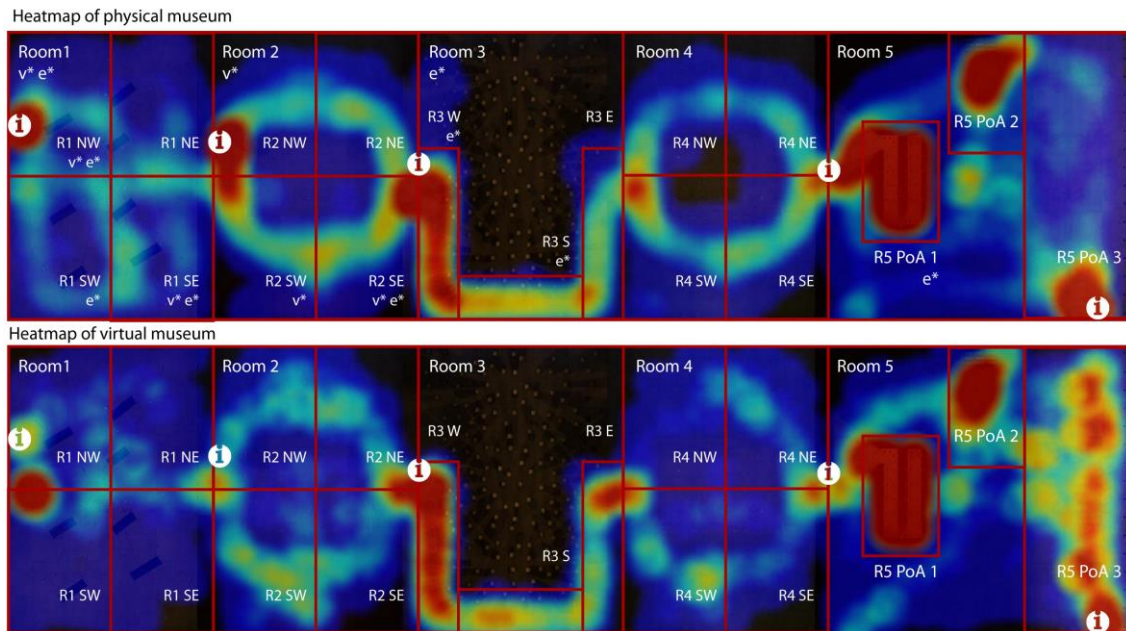 Heatmap of physical museum
Room1 Room 2 Room 3 Room 4 Room 5
v* e* v* e*
R3 W R3 E
e*
i i i i R5 PoA 2
R1 NW R1 NE R2 NW R2 NE R4 NW R4 NE
v* e*
R3 S
e*
R5 PoA 1 R5 PoA 3
e*
R1 SW R1 SE R2 SW R2 SE R4 SW R4 SE
e* v* e* v* v* e*
i
Heatmap of virtual museum
Room1 Room 2 Room 3 Room 4 Room 5
R3 W R3 E
i i i i R5 PoA 2
R1 NW R1 NE R2 NW R2 NE R4 NW R4 NE
R3 S
R5 PoA 1 R5 PoA 3
R1 SW R1 SE R2 SW R2 SE R4 SW R4 SE
i